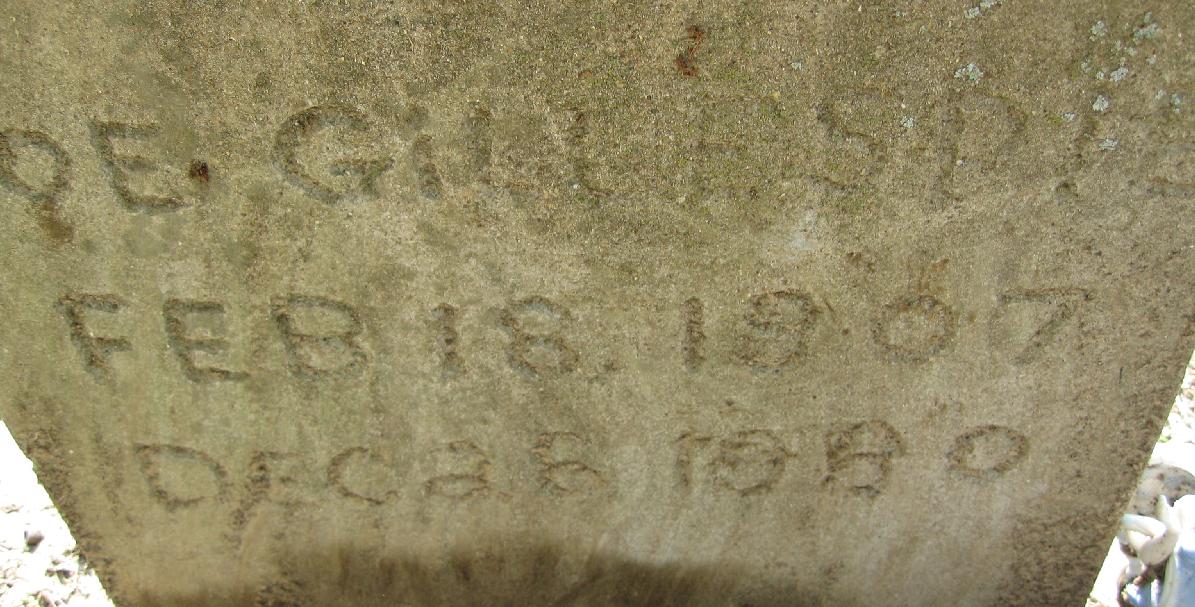 OE. GiLLESPiE
FEB 18. 1907
DEC 28 1980